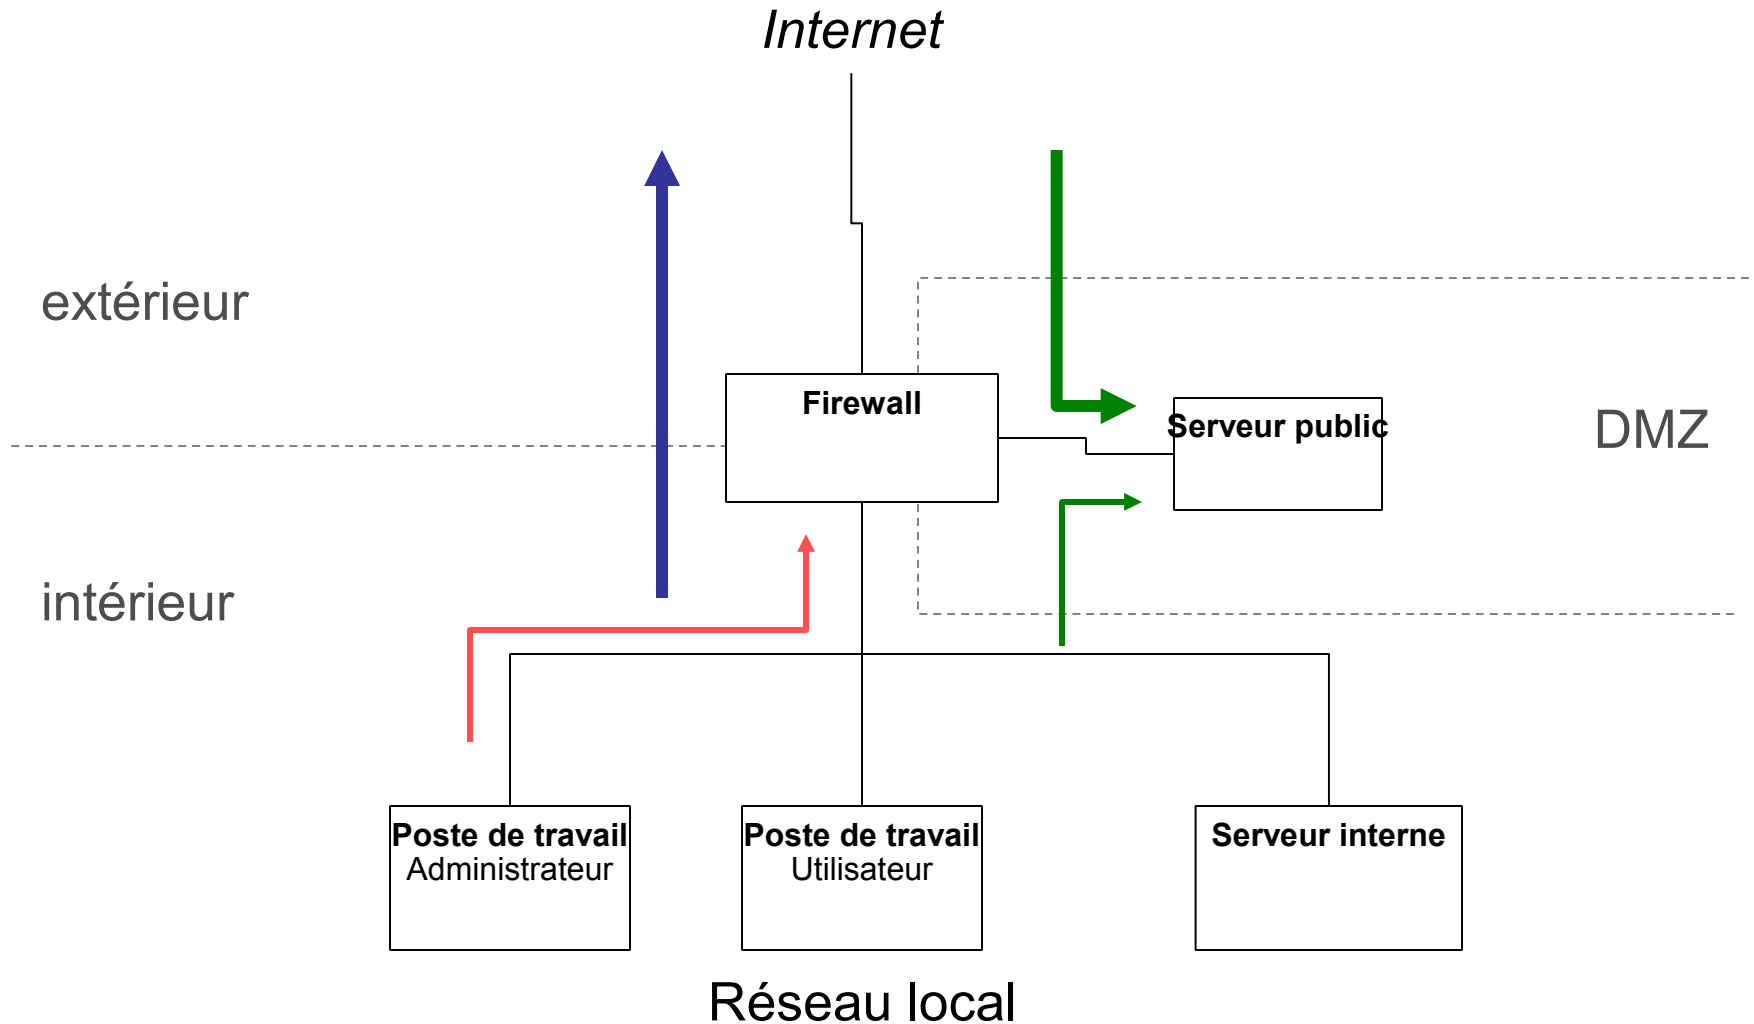 Internet
extérieur
Firewall
Serveur public
DMZ
intérieur
Poste de travail
Administrateur
Poste de travail
Utilisateur
Serveur interne
Réseau local